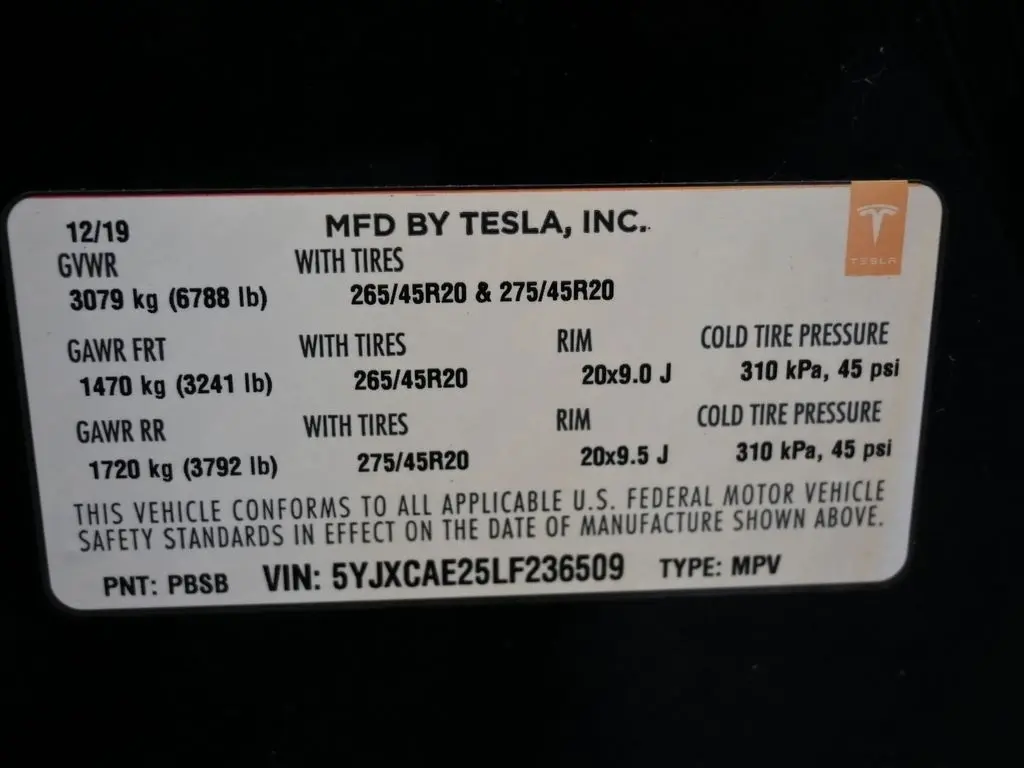 12/19 MFD BY TESLA, INC.
TESLA
GVWR WITH TIRES
3079 kg (6788 lb) 265/45R20 & 275/45R20
GAWR FRT WITH TIRES RIM COLD TIRE PRESSURE
1470 kg (3241 lb) 265/45R20 20x9.0 J 310 kPa, 45 psi
GAWR RR WITH TIRES RIM COLD TIRE PRESSURE
1720 kg (3792 lb) 275/45R20 20x9.5 J 310 kPa, 45 psi
THIS VEHICLE CONFORMS TO ALL APPLICABLE U.S. FEDERAL MOTOR VEHICLE
SAFETY STANDARDS IN EFFECT ON THE DATE OF MANUFACTURE SHOWN ABOVE.
PNT: PBSB VIN: 5YJXCAE25LF236509 TYPE: MPV